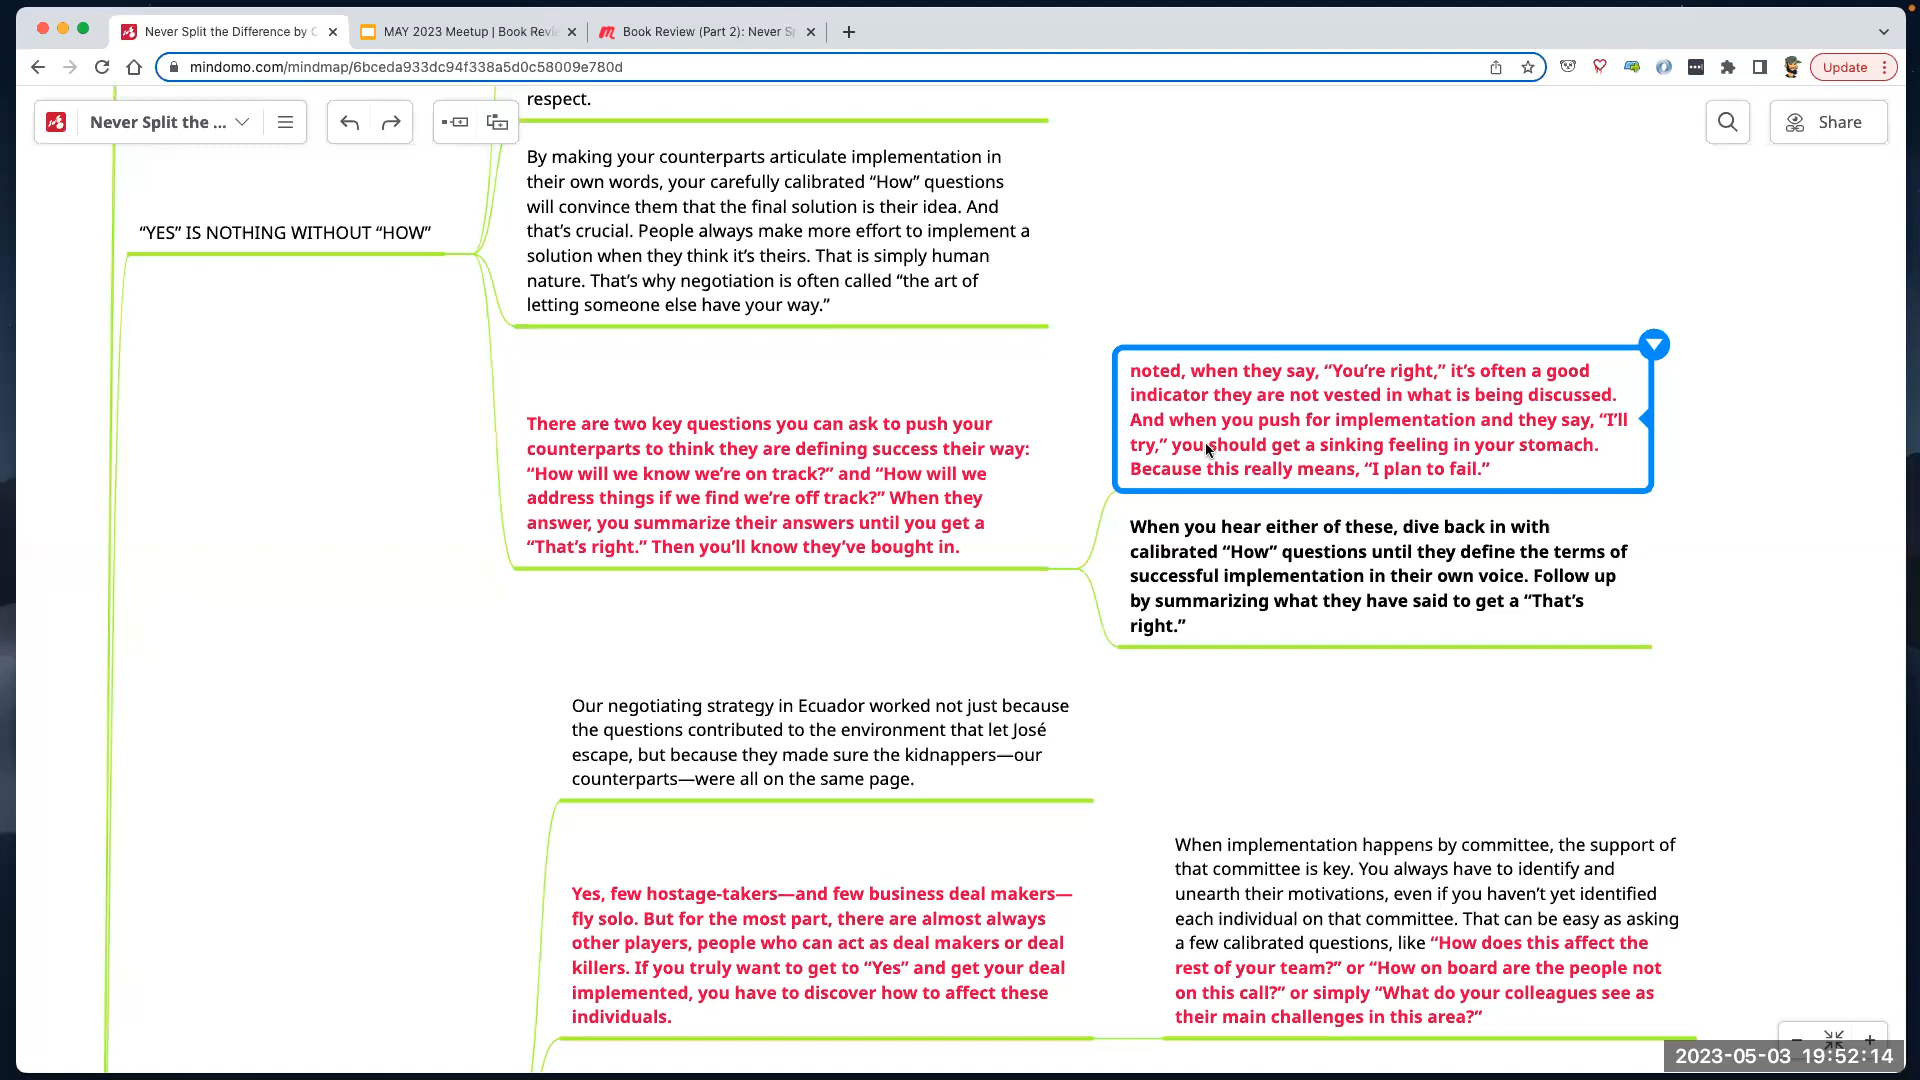 Never Split the Difference by C
MAY 2023 Meetup | Book Revi
Book Review (Part 2): Never S
mindomo.com/mindmap/6bceda933dc94f338a5d0c58009e780d
Update
Never Split the ...
Share
respect.
By making your counterparts articulate implementation in
their own words, your carefully calibrated “How” questions
will convince them that the final solution is their idea. And
that’s crucial. People always make more effort to implement a
solution when they think it’s theirs. That is simply human
nature. That’s why negotiation is often called “the art of
letting someone else have your way.”
“YES” IS NOTHING WITHOUT “HOW”
There are two key questions you can ask to push your
counterparts to think they are defining success their way:
“How will we know we’re on track?” and “How will we
address things if we find we’re off track?” When they
answer, you summarize their answers until you get a
“That’s right.” Then you’ll know they’ve bought in.
noted, when they say, “You’re right,” it’s often a good
indicator they are not vested in what is being discussed.
And when you push for implementation and they say, “I’ll
try,” you should get a sinking feeling in your stomach.
Because this really means, “I plan to fail.”
When you hear either of these, dive back in with
calibrated “How” questions until they define the terms of
successful implementation in their own voice. Follow up
by summarizing what they have said to get a “That’s
right.”
Our negotiating strategy in Ecuador worked not just because
the questions contributed to the environment that let José
escape, but because they made sure the kidnappers—our
counterparts—were all on the same page.
Yes, few hostage-takers—and few business deal makers—
fly solo. But for the most part, there are almost always
other players, people who can act as deal makers or deal
killers. If you truly want to get to “Yes” and get your deal
implemented, you have to discover how to affect these
individuals.
When implementation happens by committee, the support of
that committee is key. You always have to identify and
unearth their motivations, even if you haven’t yet identified
each individual on that committee. That can be easy as asking
a few calibrated questions, like “How does this affect the
rest of your team?” or “How on board are the people not
on this call?” or simply “What do your colleagues see as
their main challenges in this area?”
2023-05-03 19:52:14